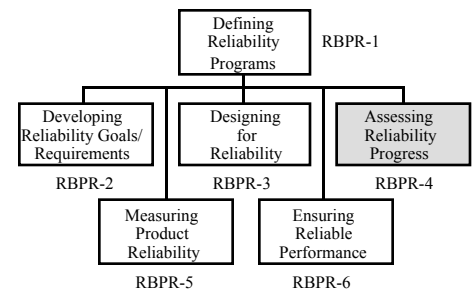 Defining
Reliability
Programs
RBPR-1
Developing
Reliability Goals/
Requirements
RBPR-2
Designing
for
Reliability
RBPR-3
Assessing
Reliability
Progress
RBPR-4
Measuring
Product
Reliability
RBPR-5
Ensuring
Reliable
Performance
RBPR-6